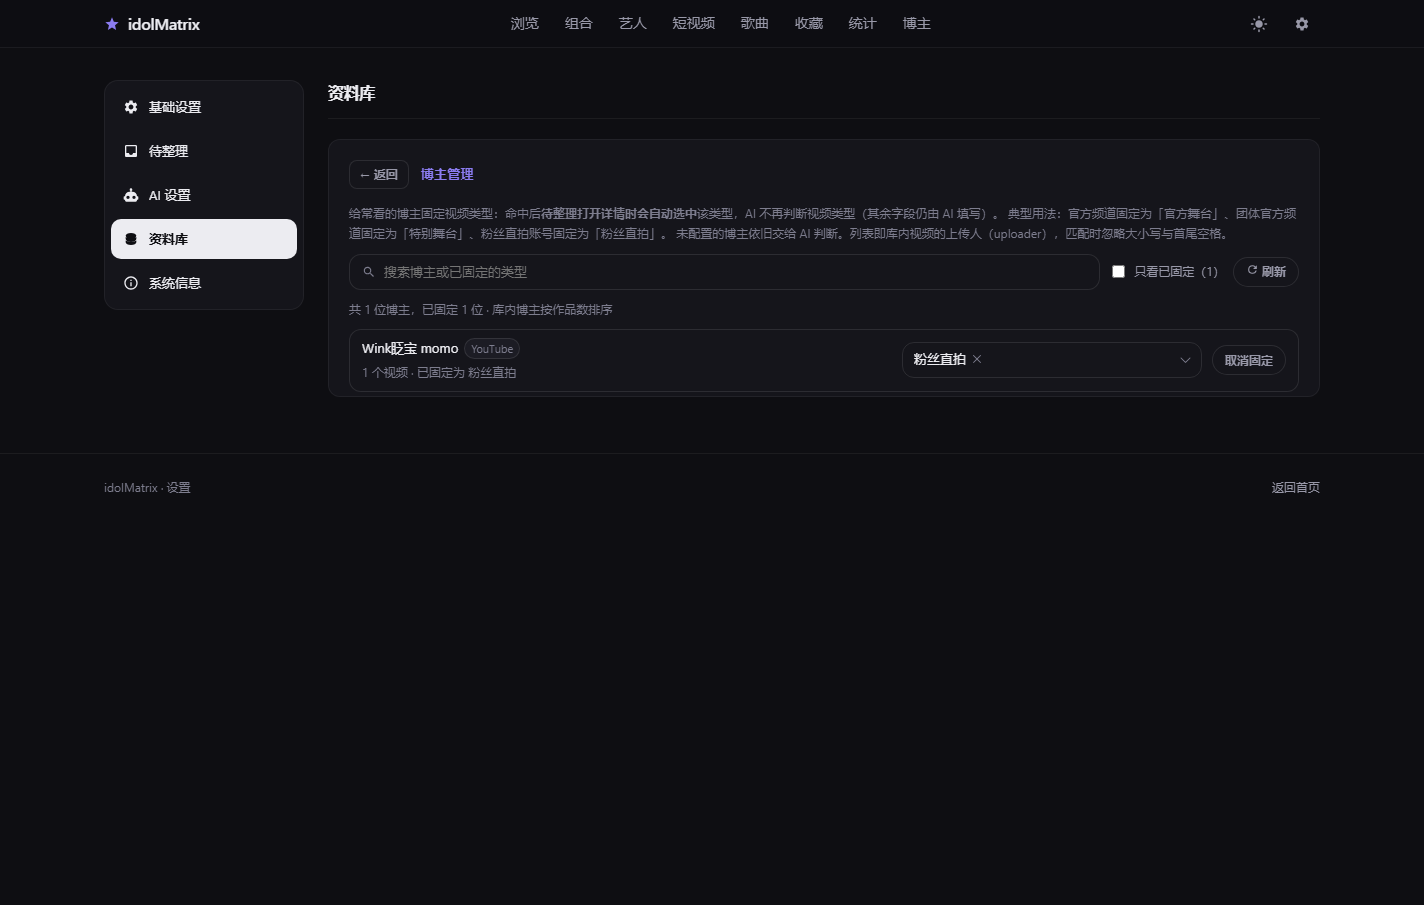 idolMatrix
浏览 组合 艺人 短视频 歌曲 收藏 统计 博主
基础设置
待整理
AI 设置
资料库
系统信息
资料库
← 返回 博主管理
给常看的博主固定视频类型：命中后待整理打开详情时会自动选中该类型，AI 不再判断视频类型（其余字段仍由 AI 填写）。 典型用法：官方频道固定为「官方舞台」、团体官方频
道固定为「特别舞台」、粉丝直拍账号固定为「粉丝直拍」。 未配置的博主依旧交给 AI 判断。列表即库内视频的上传人（uploader），匹配时忽略大小写与首尾空格。
搜索博主或已固定的类型 只看已固定（1） 刷新
共 1 位博主，已固定 1 位 · 库内博主按作品数排序
Wink眨宝 momo YouTube
1 个视频 · 已固定为 粉丝直拍
粉丝直拍 × 取消固定
idolMatrix · 设置 返回首页